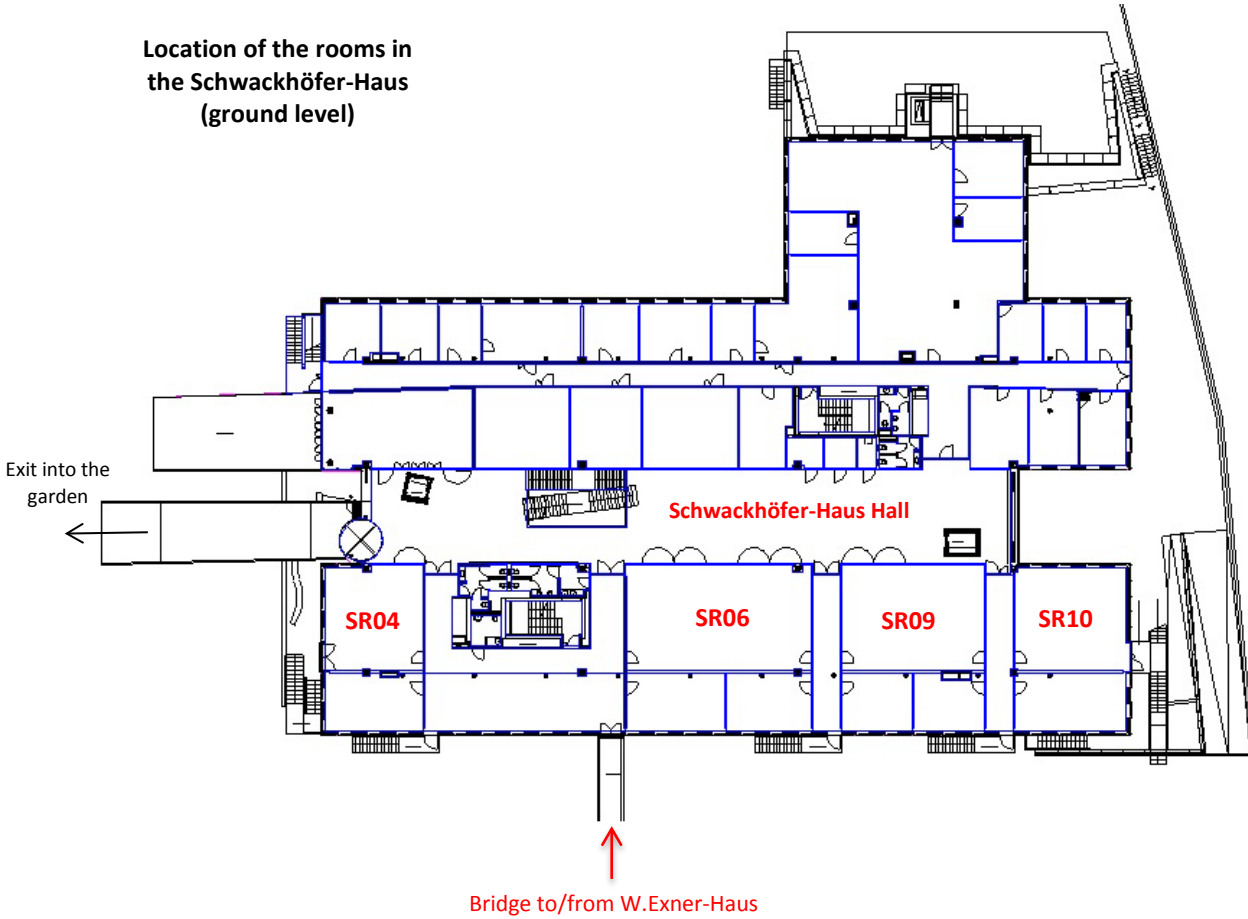 Location of the rooms in
the Schwackhöfer-Haus
(ground level)
Exit into the
garden
Schwackhöfer-Haus Hall
SR04
SR06
SR09
SR10
Bridge to/from W.Exner-Haus